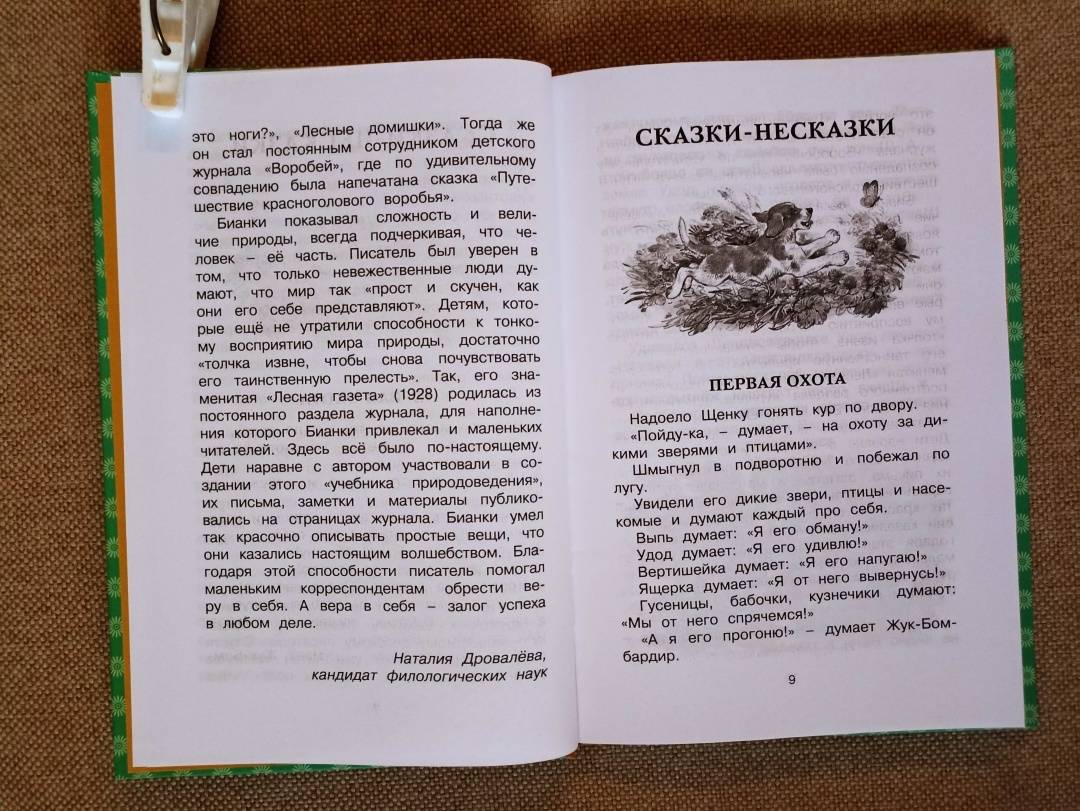 это ноги?», «Лесные домишки». Тогда же
он стал постоянным сотрудником детского
журнала «Воробей», где по удивительному
совпадению была напечатана сказка «Путе-
шествие красноголового воробья».
Бианки показывал сложность и вели-
чие природы, всегда подчеркивая, что че-
ловек – её часть. Писатель был уверен в
том, что только невежественные люди ду-
мают, что мир так «прост и скучен, как
они его себе представляют». Детям, кото-
рые ещё не утратили способности к тонко-
му восприятию мира природы, достаточно
«толчка извне, чтобы снова почувствовать
его таинственную прелесть». Так, его зна-
менитая «Лесная газета» (1928) родилась из
постоянного раздела журнала, для наполне-
ния которого Бианки привлекал и маленьких
читателей. Здесь всё было по-настоящему.
Дети наравне с автором участвовали в со-
здании этого «учебника природоведения»,
их письма, заметки и материалы публико-
вались на страницах журнала. Бианки умел
так красочно описывать простые вещи, что
они казались настоящим волшебством. Бла-
годаря этой способности писатель помогал
маленьким корреспондентам обрести ве-
ру в себя. А вера в себя – залог успеха
в любом деле.
Наталия Дровалёва,
кандидат филологических наук
СКАЗКИ-НЕСКАЗКИ
ПЕРВАЯ ОХОТА
Надоело Щенку гонять кур по двору.
«Пойду-ка, – думает, – на охоту за ди-
кими зверями и птицами».
Шмыгнул в подворотню и побежал по
лугу.
Увидели его дикие звери, птицы и насе-
комые и думают каждый про себя.
Выпь думает: «Я его обману!»
Удод думает: «Я его удивлю!»
Вертишейка думает: «Я его напугаю!»
Ящерка думает: «Я от него вывернусь!»
Гусеницы, бабочки, кузнечики думают:
«Мы от него спрячемся!»
«А я его прогоню!» – думает Жук-Бом-
бардир.
9